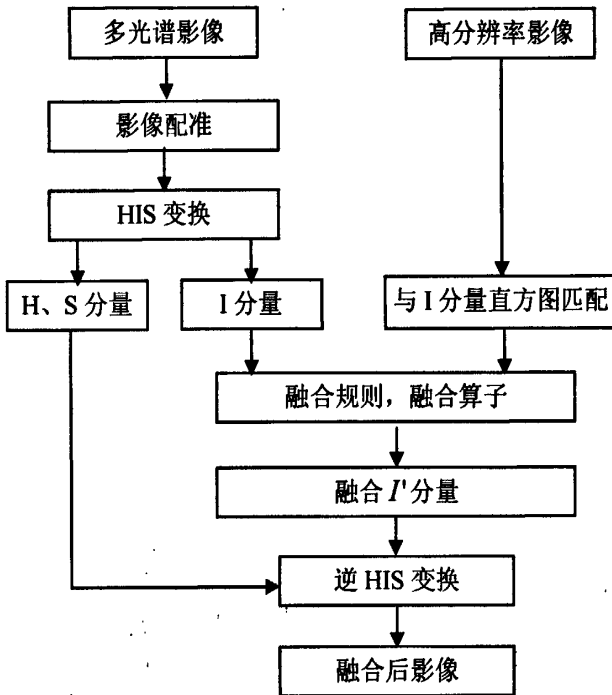 多光谱影像
高分辨率影像
影像配准
HIS 变换
H、S 分量
I 分量
与 I 分量直方图匹配
融合规则，融合算子
融合 I' 分量
逆 HIS 变换
融合后影像